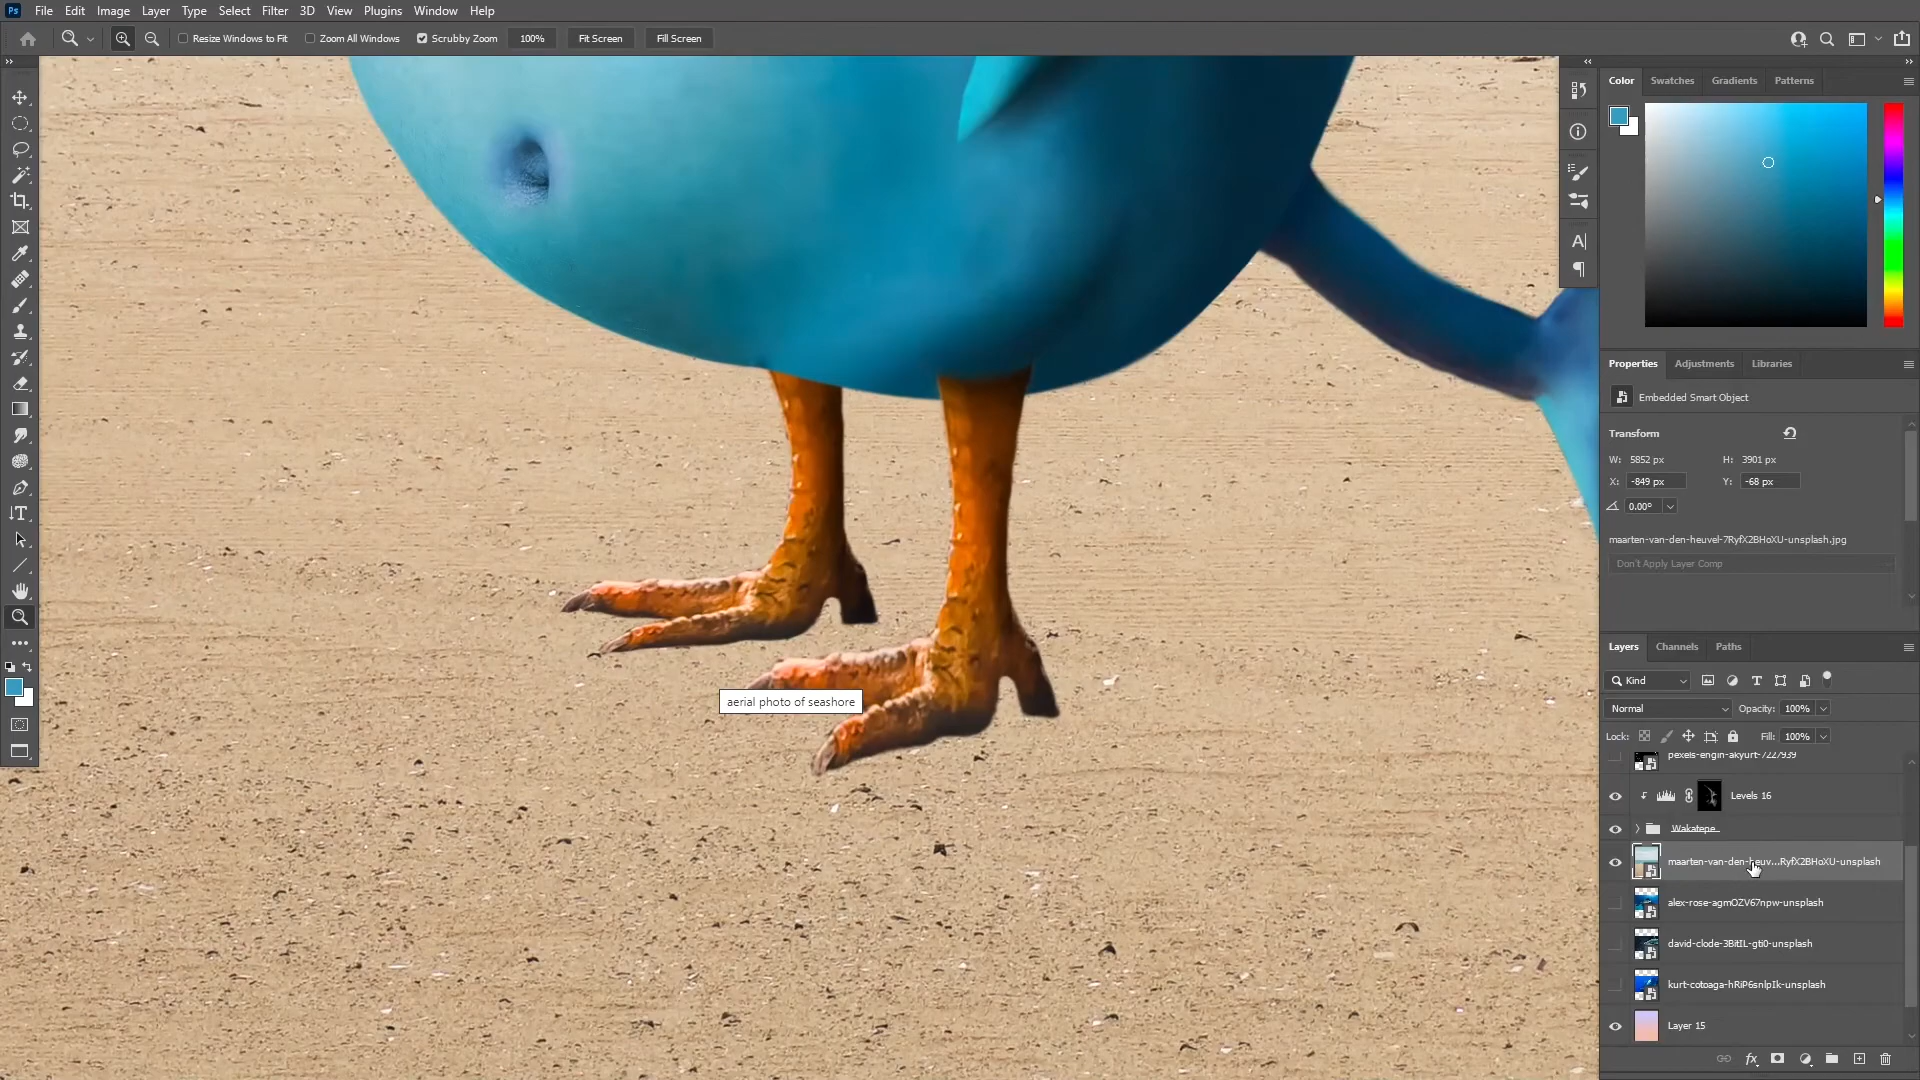 Ps File Edit Image Layer Type Select Filter 3D View Plugins Window Help
Resize Windows to Fit Zoom All Windows Scrubby Zoom 100% Fit Screen Fill Screen
Color Swatches Gradients Patterns
Properties Adjustments Libraries
Embedded Smart Object
Transform
W: 5852 px H: 3901 px
X: -849 px Y: -68 px
0.00°
maarten-van-den-heuvel-7RyfX2BHoXU-unsplash.jpg
Don't Apply Layer Comp
Layers Channels Paths
Kind
aerial photo of seashore
Normal Opacity: 100%
Lock: Fill: 100%
pexels-engin-akyurt-7227939
Levels 16
Wakatepe
maarten-van-den-heuv...RyfX2BHoXU-unsplash
alex-rose-agmOZV67npw-unsplash
david-clode-3BitIL-gti0-unsplash
kurt-cotoaga-hRiP6snlpIk-unsplash
Layer 15
fx